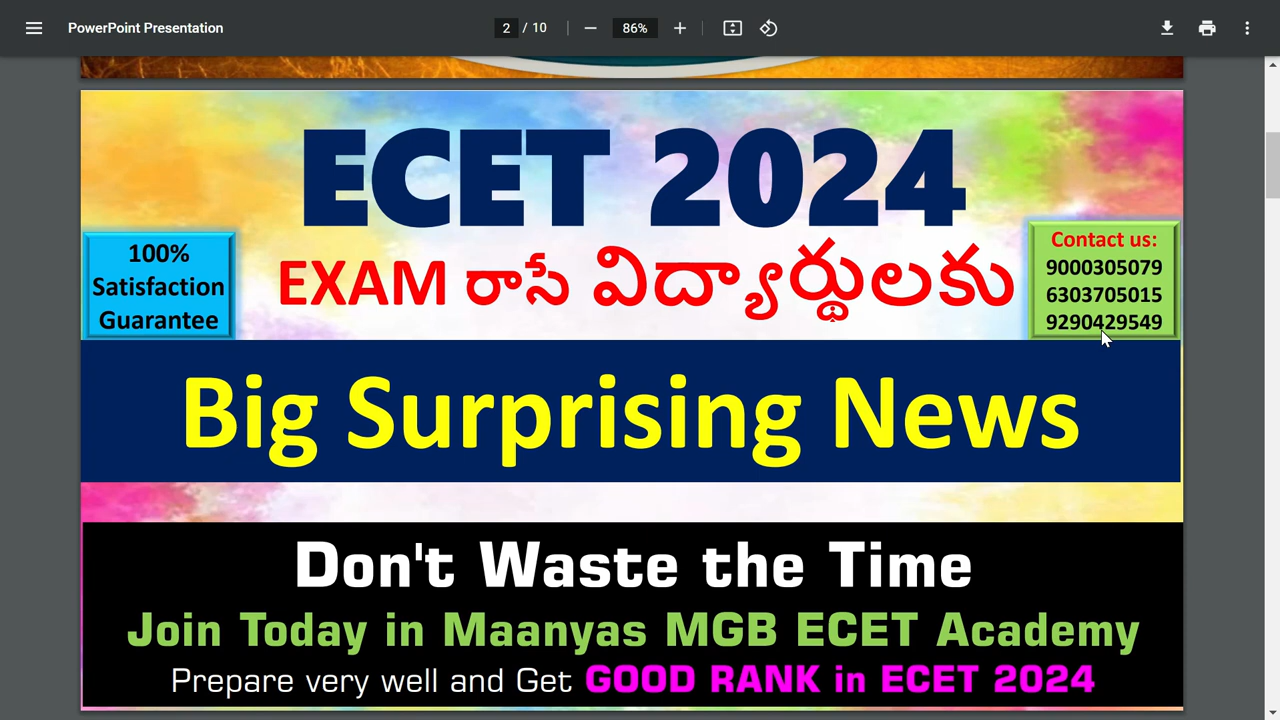 PowerPoint Presentation
2 / 10
86%
ECET 2024
EXAM రాసే విద్యార్థులకు
100%
Satisfaction
Guarantee
Contact us:
9000305079
6303705015
9290429549
Big Surprising News
Don't Waste the Time
Join Today in Maanyas MGB ECET Academy
Prepare very well and Get GOOD RANK in ECET 2024